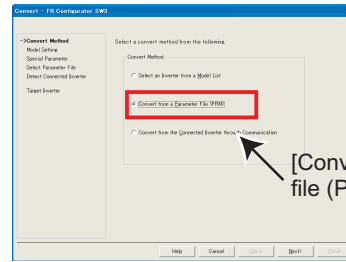 Convert - FR Configurator SW3
->Convert Method
Model Setting
Special Parameter
Select Parameter File
Detect Connected Inverter
Target Inverter
Select a convert method from the following.
Convert Method
Select an Inverter from a Model List
Convert from a Parameter File (PRM)
Convert from the Connected Inverter through Communication
[Conv
file (P
Help
Cancel
<Back
Next>
Finish